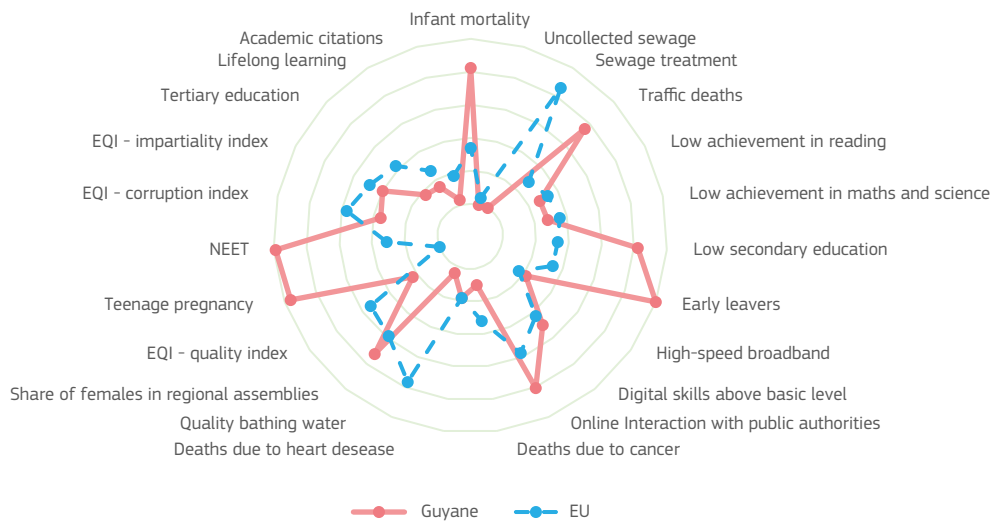 Infant mortality
Academic citations
Uncollected sewage
Lifelong learning
Sewage treatment
Tertiary education
Traffic deaths
EQI - impartiality index
Low achievement in reading
EQI - corruption index
Low achievement in maths and science
NEET
Low secondary education
Teenage pregnancy
Early leavers
EQI - quality index
High-speed broadband
Share of females in regional assemblies
Digital skills above basic level
Quality bathing water
Online Interaction with public authorities
Deaths due to heart desease
Deaths due to cancer
Guyane
EU